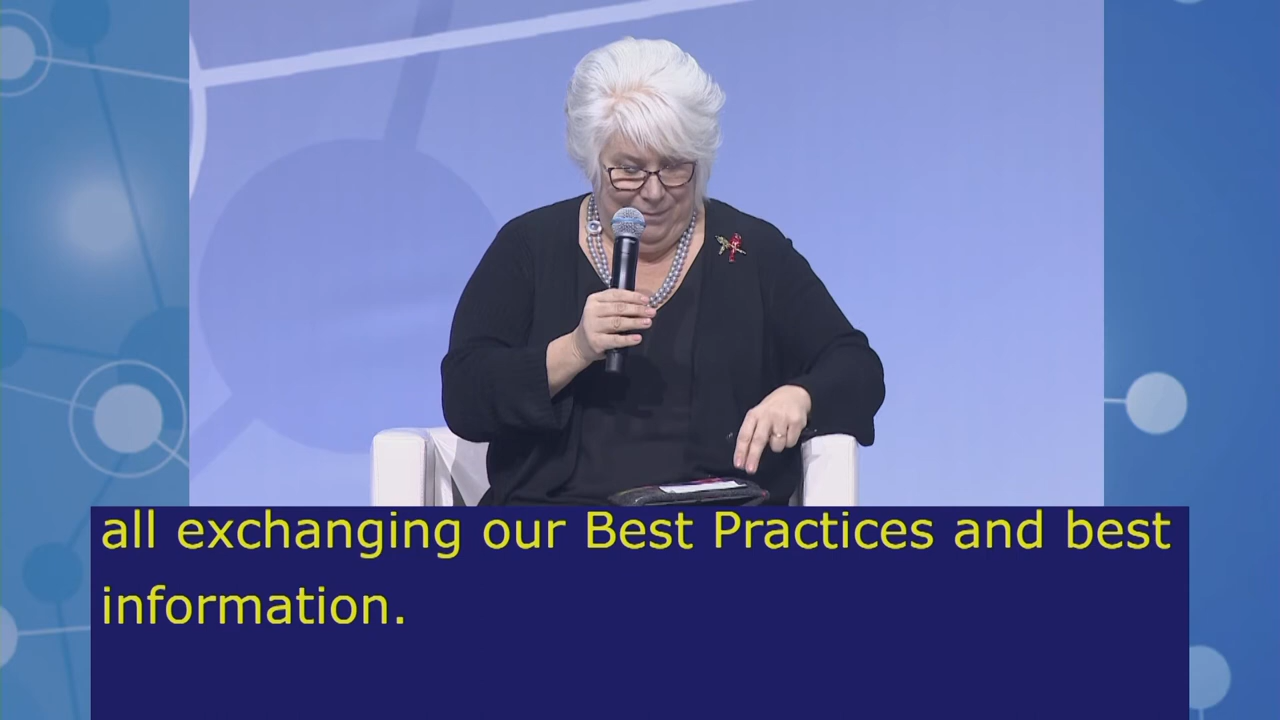 all exchanging our Best Practices and best
information.